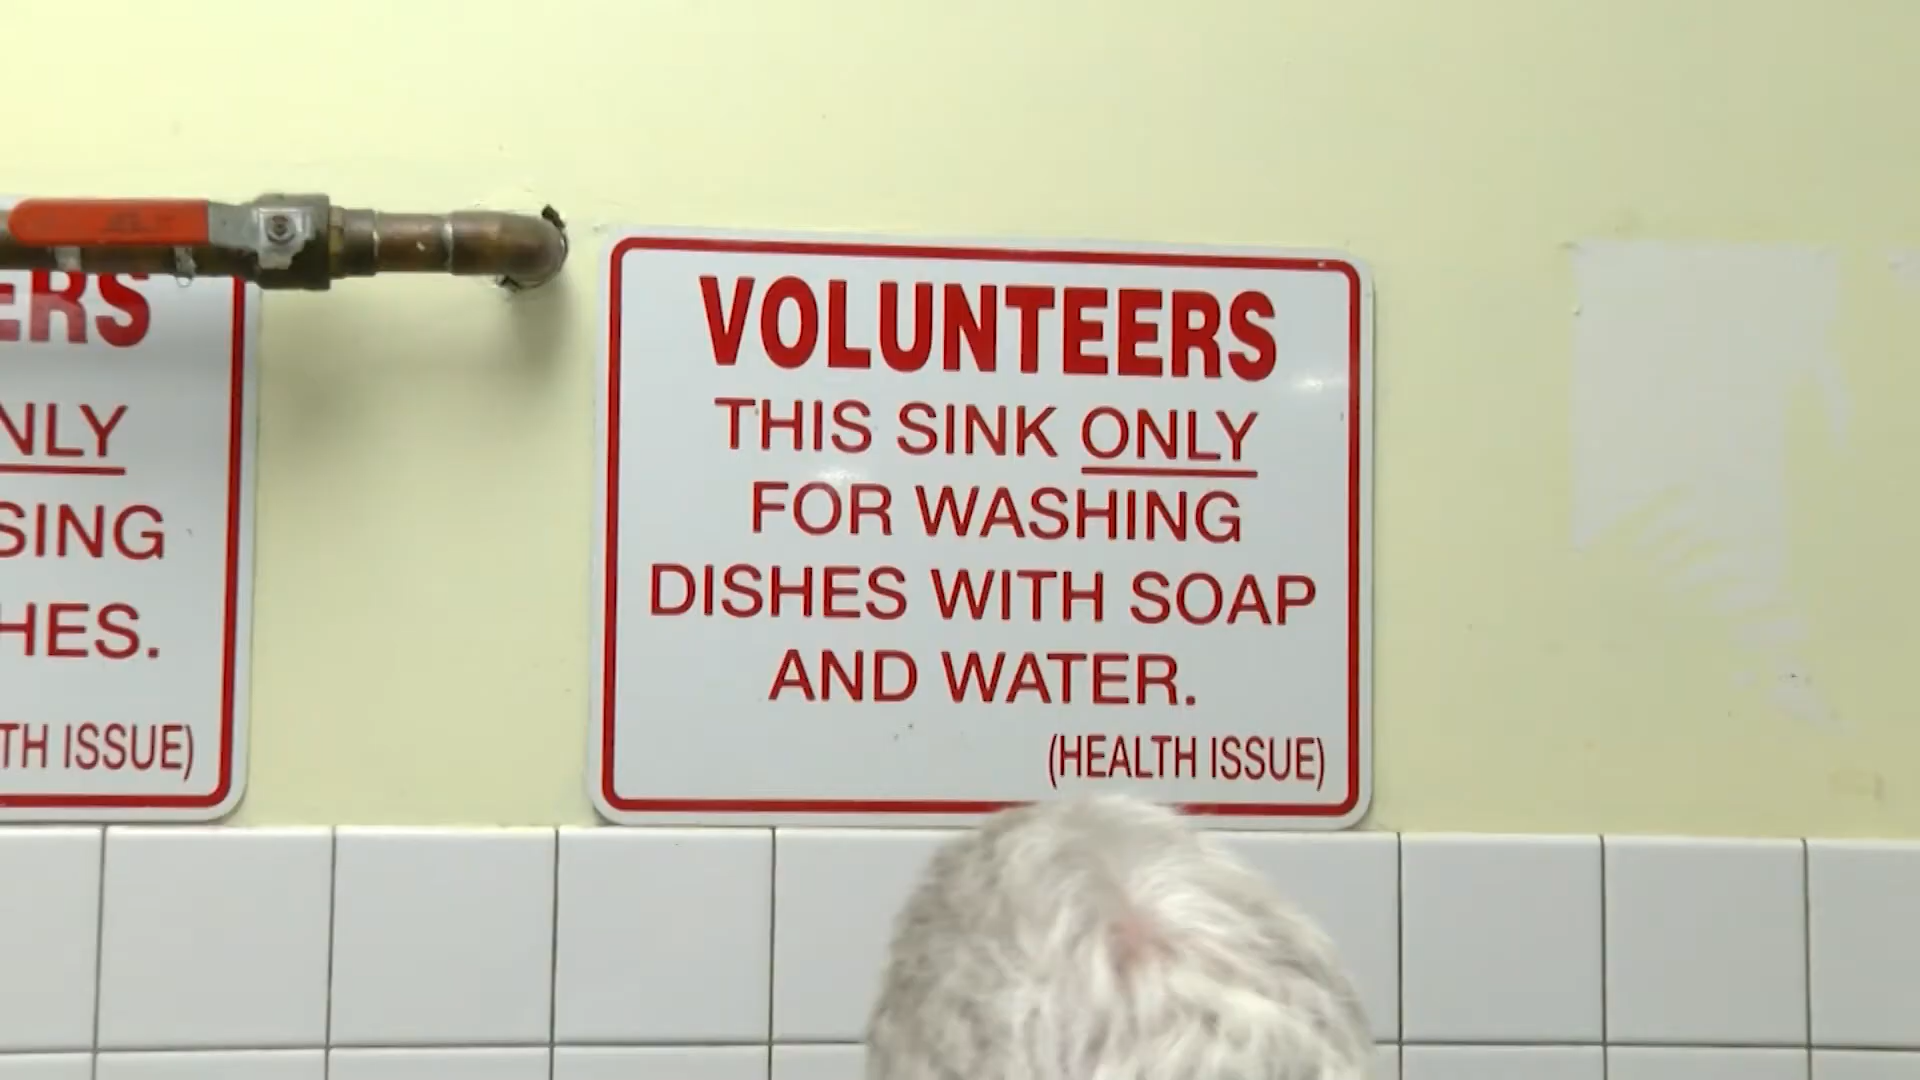 ERS
NLY
SING
HES.
TH ISSUE)
VOLUNTEERS
THIS SINK ONLY
FOR WASHING
DISHES WITH SOAP
AND WATER.
(HEALTH ISSUE)